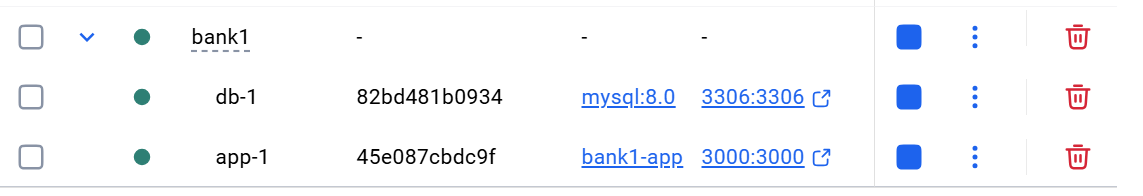 bank1 - - -
db-1 82bd481b0934 mysql:8.0 3306:3306
app-1 45e087cbdc9f bank1-app 3000:3000